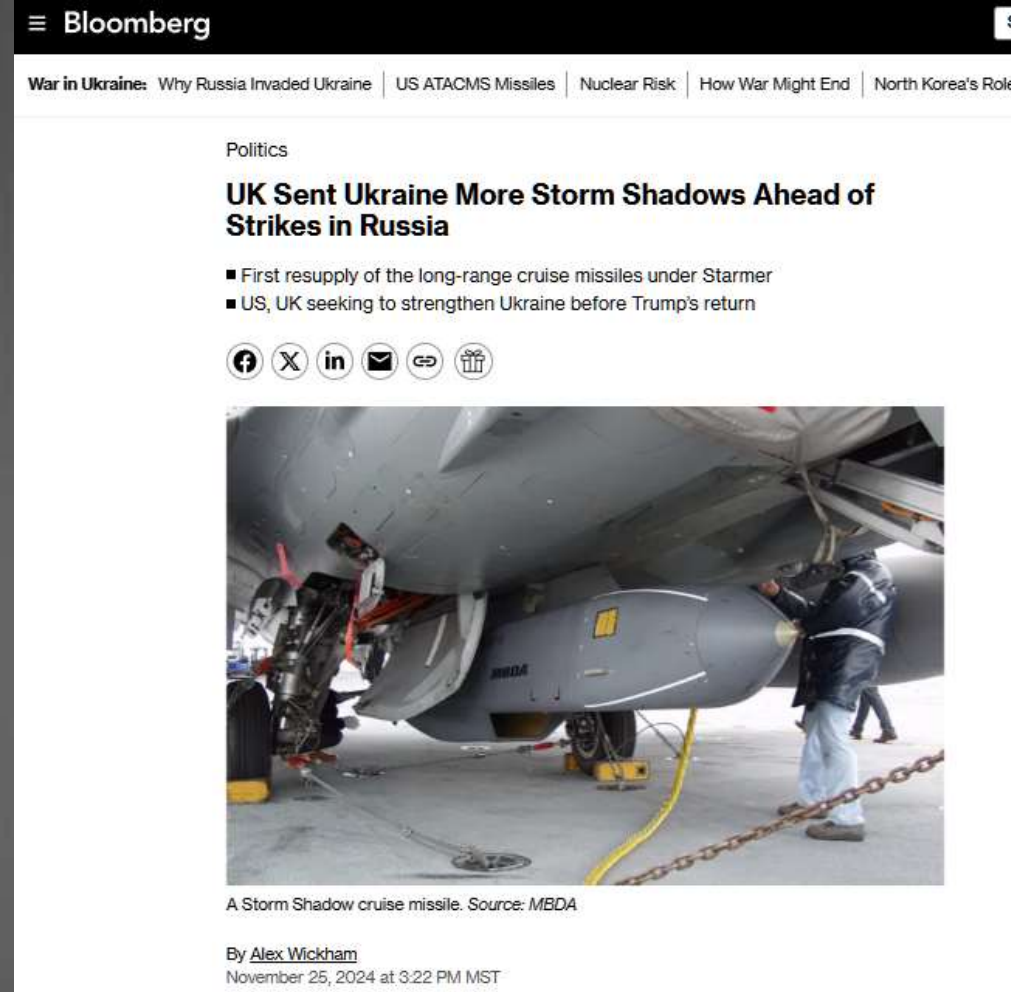 Bloomberg
War in Ukraine: Why Russia Invaded Ukraine US ATACMS Missiles Nuclear Risk How War Might End North Korea's Role
Politics
UK Sent Ukraine More Storm Shadows Ahead of
Strikes in Russia
First resupply of the long-range cruise missiles under Starmer
US, UK seeking to strengthen Ukraine before Trump's return
MBDA
A Storm Shadow cruise missile. Source: MBDA
By Alex Wickham
November 25, 2024 at 3:22 PM MST